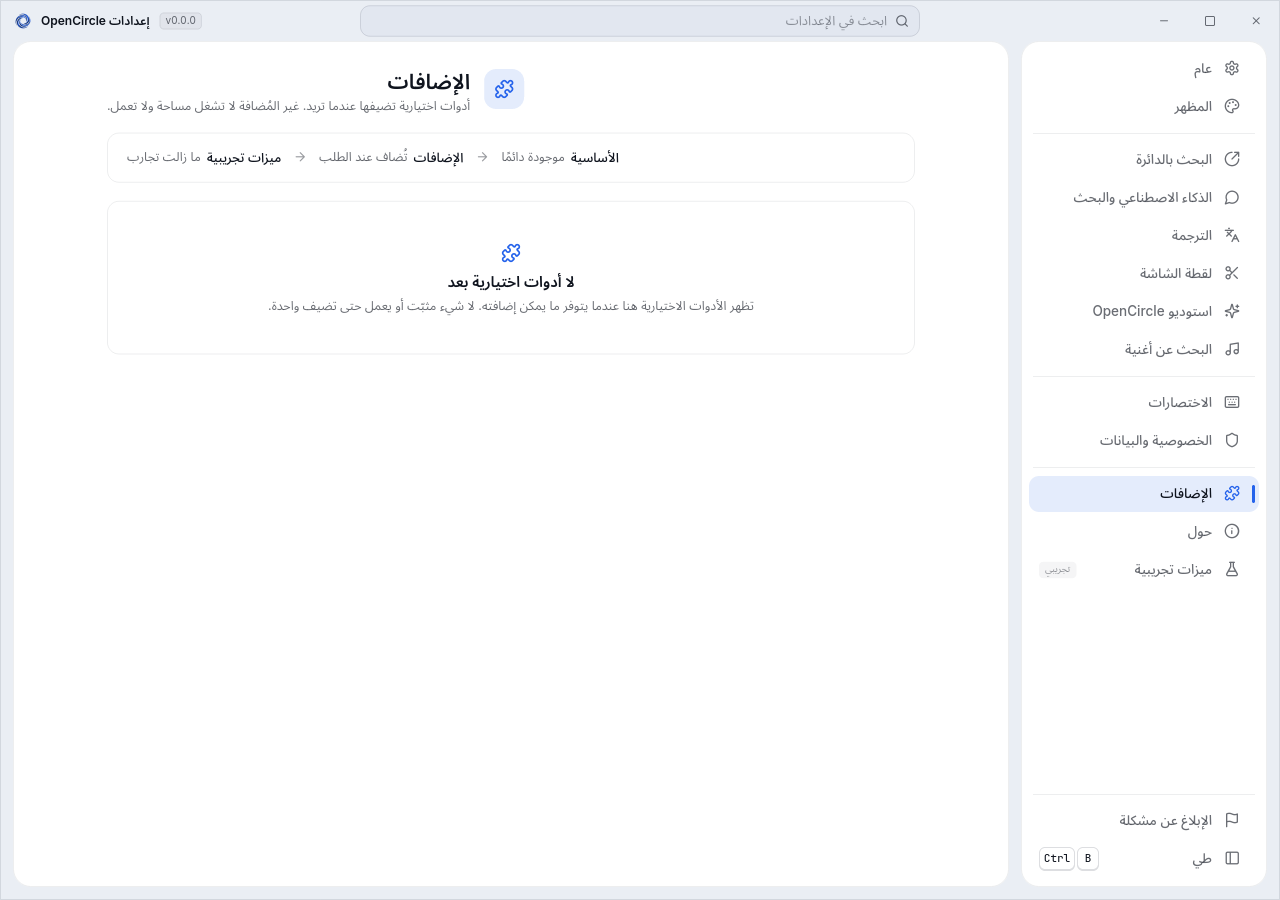 إعدادات OpenCircle
v0.0.0
ابحث في الإعدادات
عام
المظهر
البحث بالدائرة
الذكاء الاصطناعي والبحث
الترجمة
لقطة الشاشة
استوديو OpenCircle
البحث عن أغنية
الاختصارات
الخصوصية والبيانات
الإضافات
حول
ميزات تجريبية تجريبي
الإبلاغ عن مشكلة
طي Ctrl B
الإضافات
أدوات اختيارية تضيفها عندما تريد. غير المُضافة لا تشغل مساحة ولا تعمل.
الأساسية موجودة دائمًا → الإضافات تُضاف عند الطلب → ميزات تجريبية ما زالت تجارب
لا أدوات اختيارية بعد
تظهر الأدوات الاختيارية هنا عندما يتوفر ما يمكن إضافته. لا شيء مثبّت أو يعمل حتى تضيف واحدة.